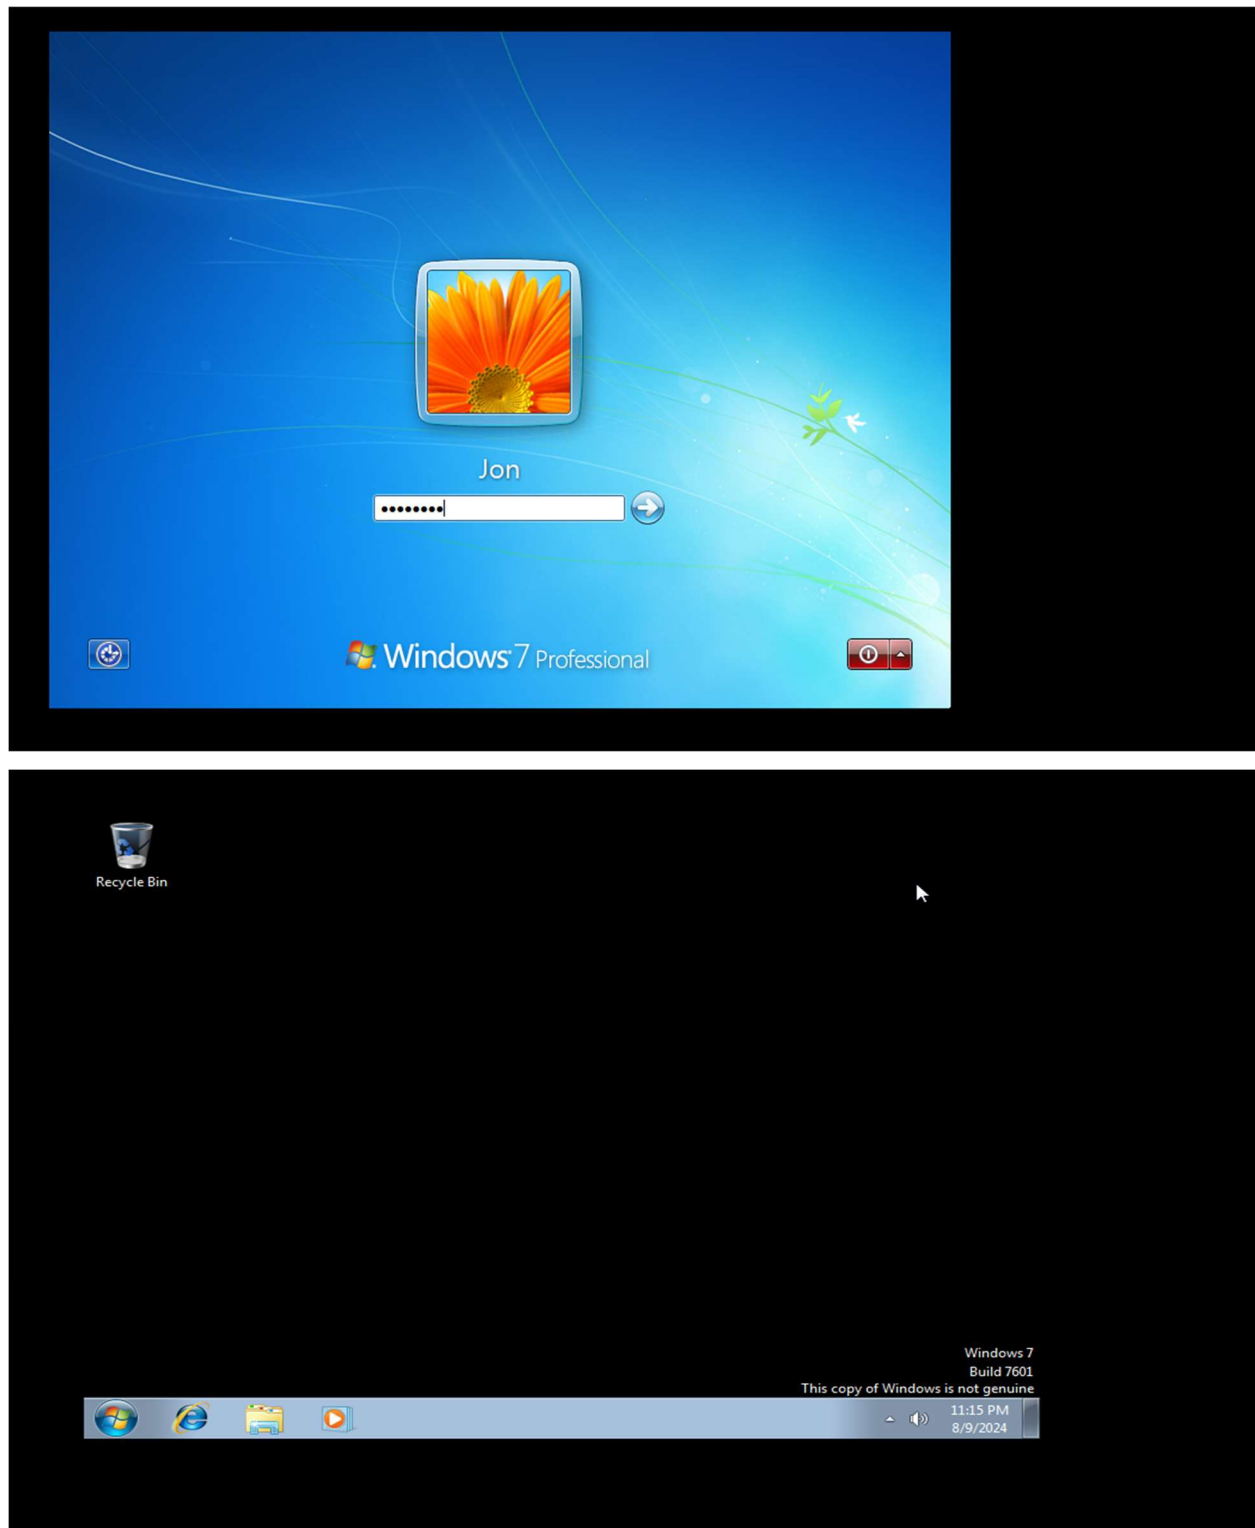 Jon
••••••••
Windows 7 Professional
Recycle Bin
Windows 7
Build 7601
This copy of Windows is not genuine
11:15 PM
8/9/2024